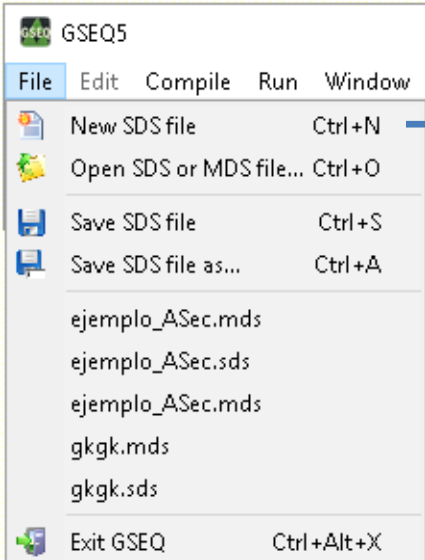 GSEQ GSEQ5
File Edit Compile Run Window
New SDS file Ctrl+N
Open SDS or MDS file... Ctrl+O
Save SDS file Ctrl+S
Save SDS file as... Ctrl+A
ejemplo_ASec.mds
ejemplo_ASec.sds
ejemplo_ASec.mds
gkgk.mds
gkgk.sds
Exit GSEQ Ctrl+Alt+X